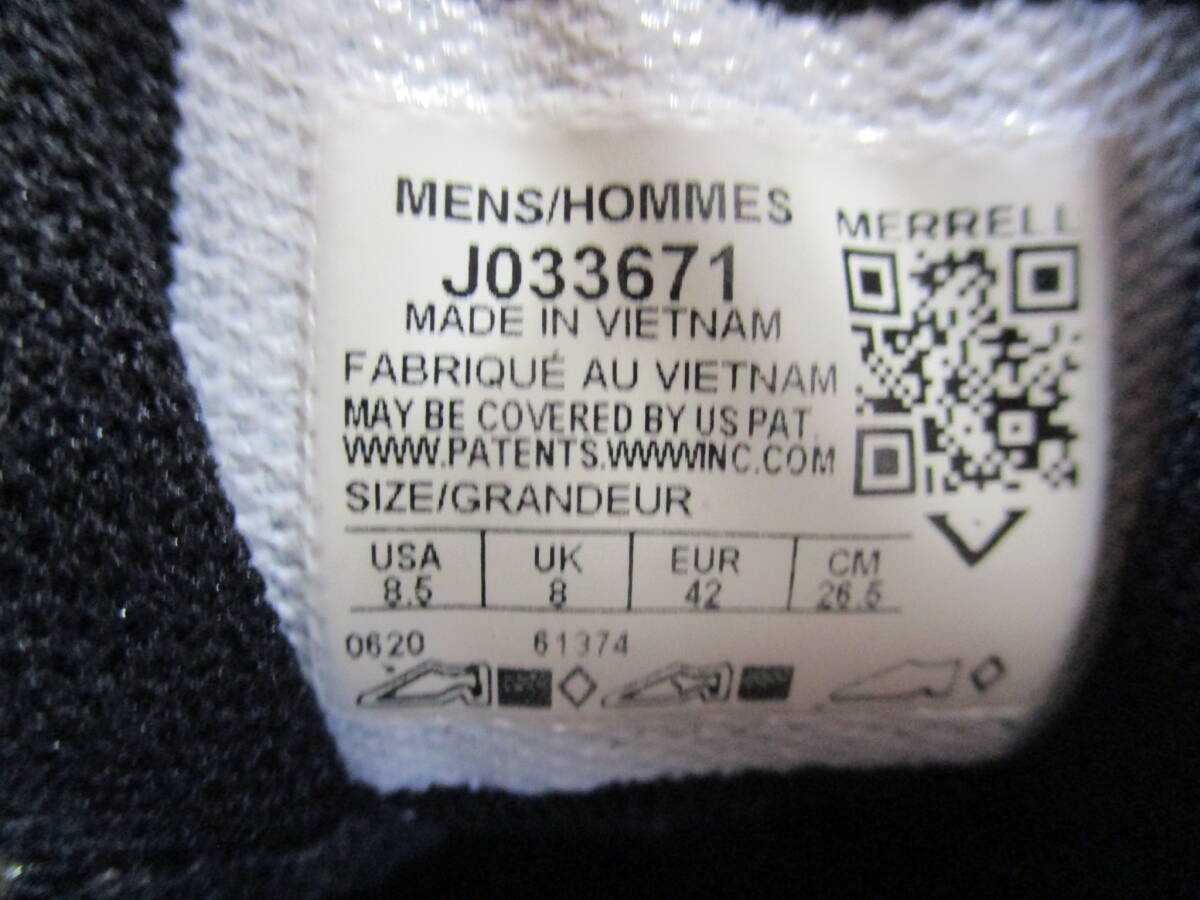 MENS/HOMMES
J033671
MADE IN VIETNAM
FABRIQUÉ AU VIETNAM
MAY BE COVERED BY US PAT.
WWW.PATENTS.WWWINC.COM
SIZE/GRANDEUR
USA UK EUR CM
8.5 8 42 26.5
0620 61374
MERRELL